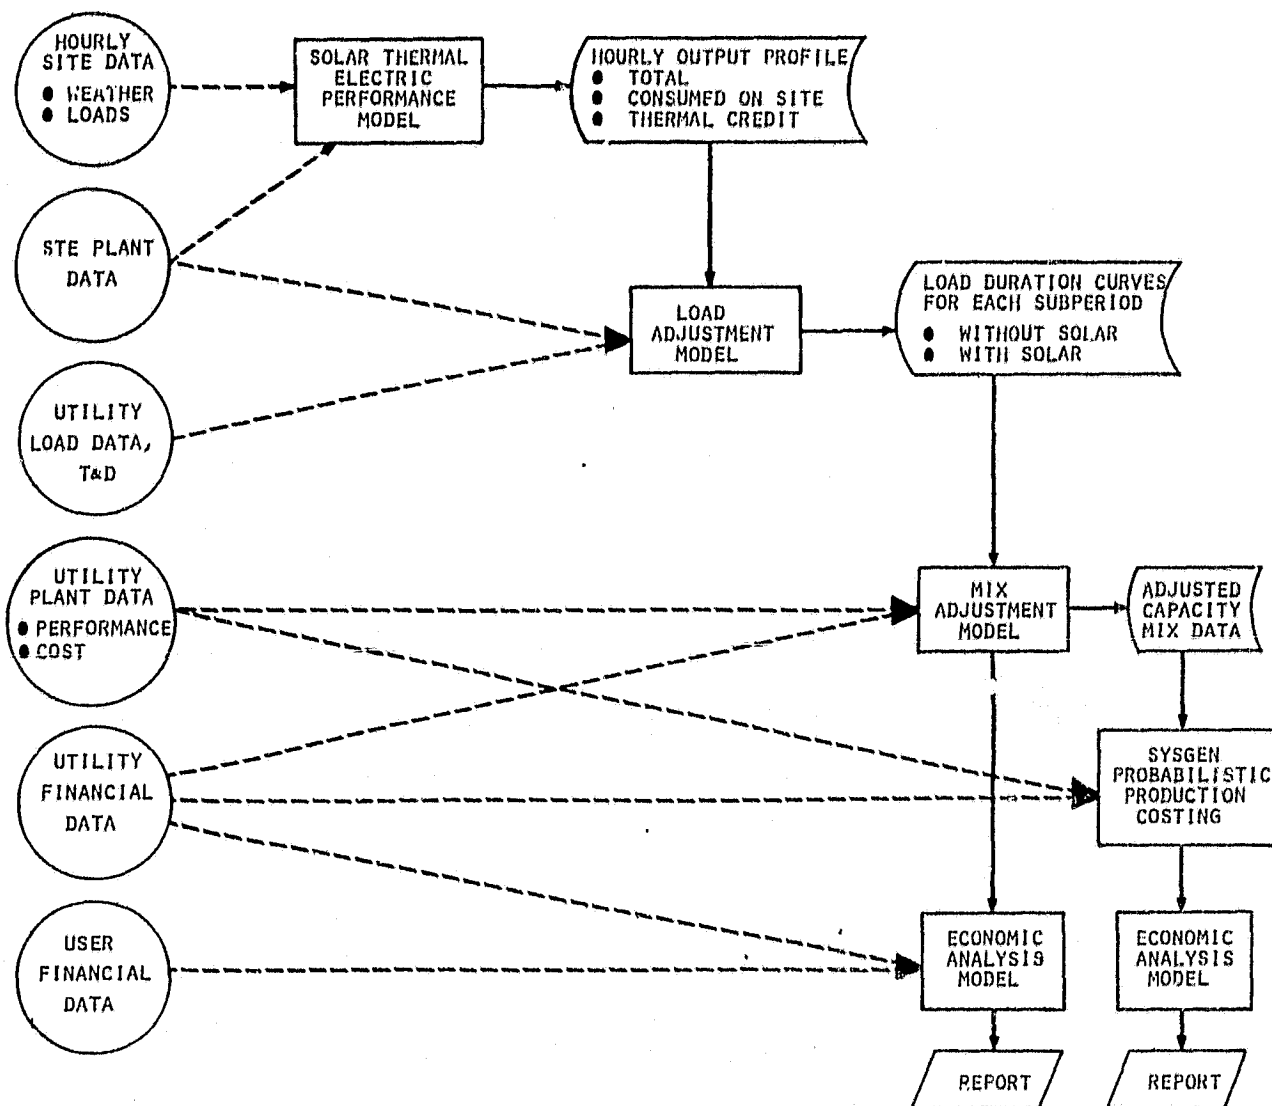 HOURLY
SITE DATA
● WEATHER
● LOADS
SOLAR THERMAL
ELECTRIC
PERFORMANCE
MODEL
HOURLY OUTPUT PROFILE
● TOTAL
● CONSUMED ON SITE
● THERMAL CREDIT
STE PLANT
DATA
LOAD
ADJUSTMENT
MODEL
LOAD DURATION CURVES
FOR EACH SUBPERIOD
● WITHOUT SOLAR
● WITH SOLAR
UTILITY
LOAD DATA,
T&D
UTILITY
PLANT DATA
● PERFORMANCE
● COST
MIX
ADJUSTMENT
MODEL
ADJUSTED
CAPACITY
MIX DATA
UTILITY
FINANCIAL
DATA
SYSGEN
PROBABILISTIC
PRODUCTION
COSTING
USER
FINANCIAL
DATA
ECONOMIC
ANALYSIS
MODEL
ECONOMIC
ANALYSIS
MODEL
REPORT
REPORT